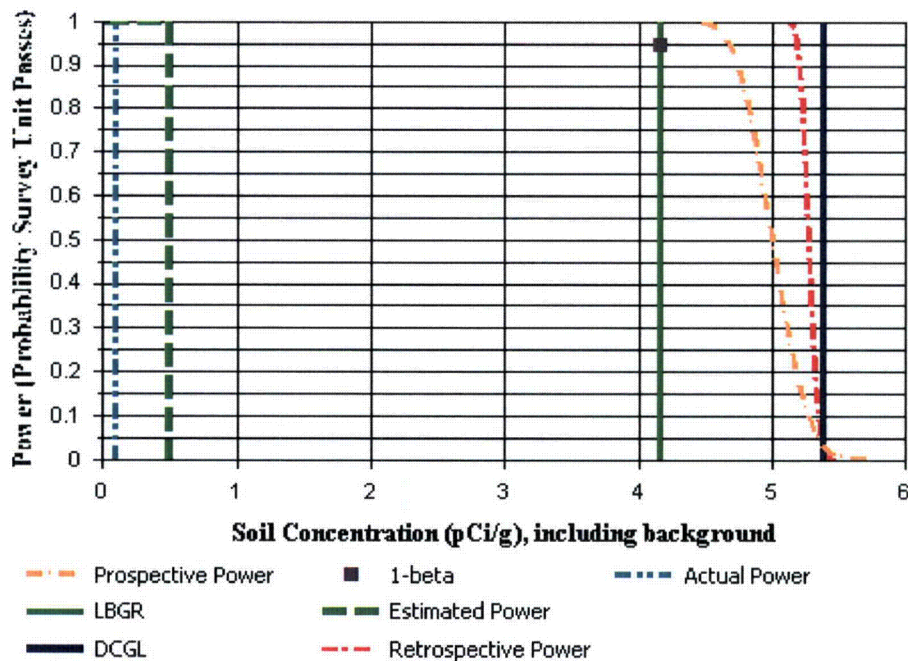 Power (Probability Survey Unit Passes)
1
0.9
0.8
0.7
0.6
0.5
0.4
0.3
0.2
0.1
0
0 1 2 3 4 5 6
Soil Concentration (pCi/g), including background
Prospective Power 1-beta Actual Power
LBGR Estimated Power
DCGL Retrospective Power